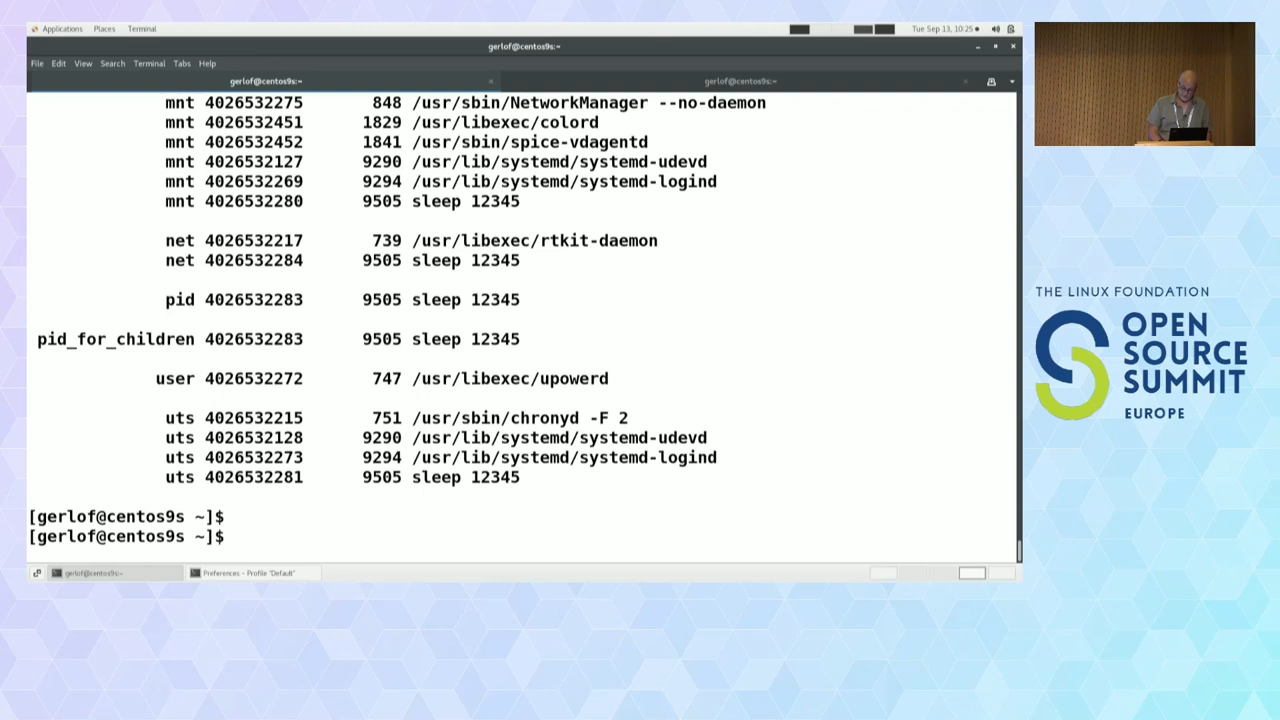 Applications Places Terminal Tue Sep 13, 10:25
gerlof@centos9s:~
File Edit View Search Terminal Tabs Help
gerlof@centos9s:~ gerlof@centos9s:~
mnt 4026532275 848 /usr/sbin/NetworkManager --no-daemon
mnt 4026532451 1829 /usr/libexec/colord
mnt 4026532452 1841 /usr/sbin/spice-vdagentd
mnt 4026532127 9290 /usr/lib/systemd/systemd-udevd
mnt 4026532269 9294 /usr/lib/systemd/systemd-logind
mnt 4026532280 9505 sleep 12345
net 4026532217 739 /usr/libexec/rtkit-daemon
net 4026532284 9505 sleep 12345
pid 4026532283 9505 sleep 12345
pid_for_children 4026532283 9505 sleep 12345
user 4026532272 747 /usr/libexec/upowerd
uts 4026532215 751 /usr/sbin/chronyd -F 2
uts 4026532128 9290 /usr/lib/systemd/systemd-udevd
uts 4026532273 9294 /usr/lib/systemd/systemd-logind
uts 4026532281 9505 sleep 12345
[gerlof@centos9s ~]$
[gerlof@centos9s ~]$
gerlof@centos9s:~ Preferences – Profile "Default"
THE LINUX FOUNDATION
OPEN
SOURCE
SUMMIT
EUROPE